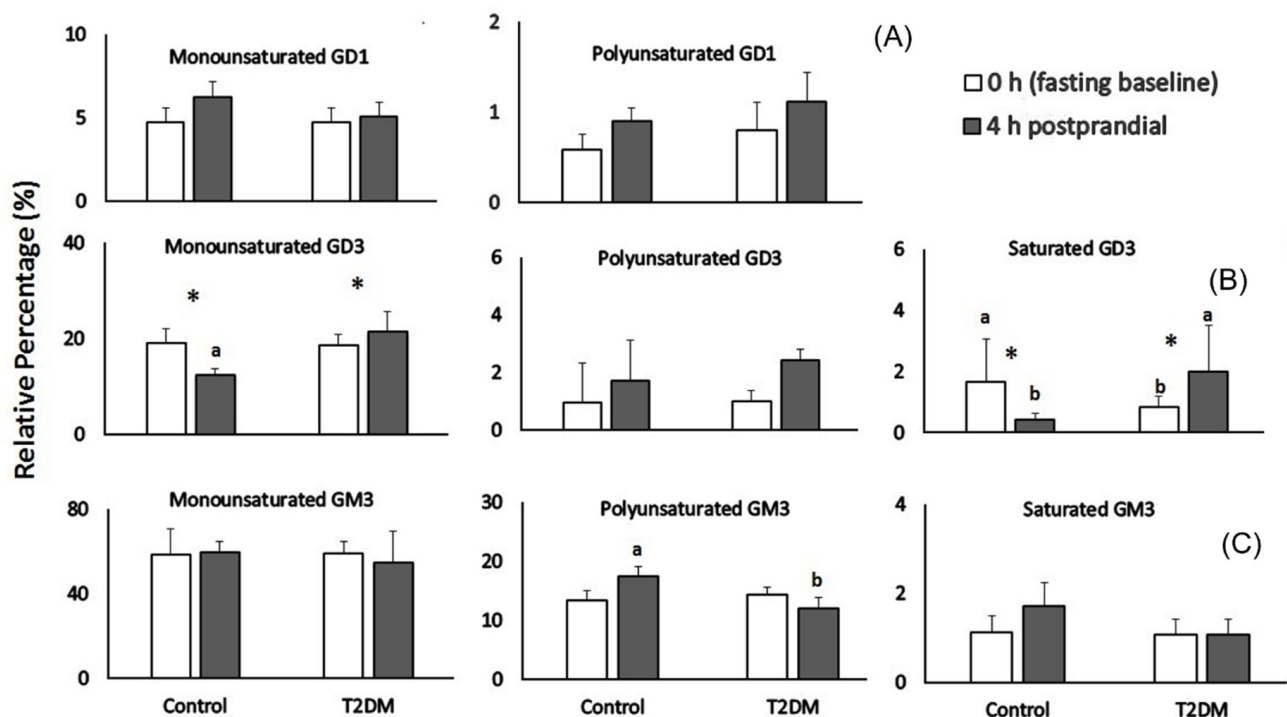 Relative Percentage (%)
Monounsaturated GD1
10
5
0
Polyunsaturated GD1
2
1
0
(A)
0 h (fasting baseline)
4 h postprandial
Monounsaturated GD3
40
20
0
*
a
*
Polyunsaturated GD3
6
4
2
0
Saturated GD3
6
4
2
0
(B)
a
*
b
b
*
a
Monounsaturated GM3
80
40
0
Control
T2DM
Polyunsaturated GM3
30
20
10
0
a
b
Control
T2DM
Saturated GM3
4
2
0
(C)
Control
T2DM